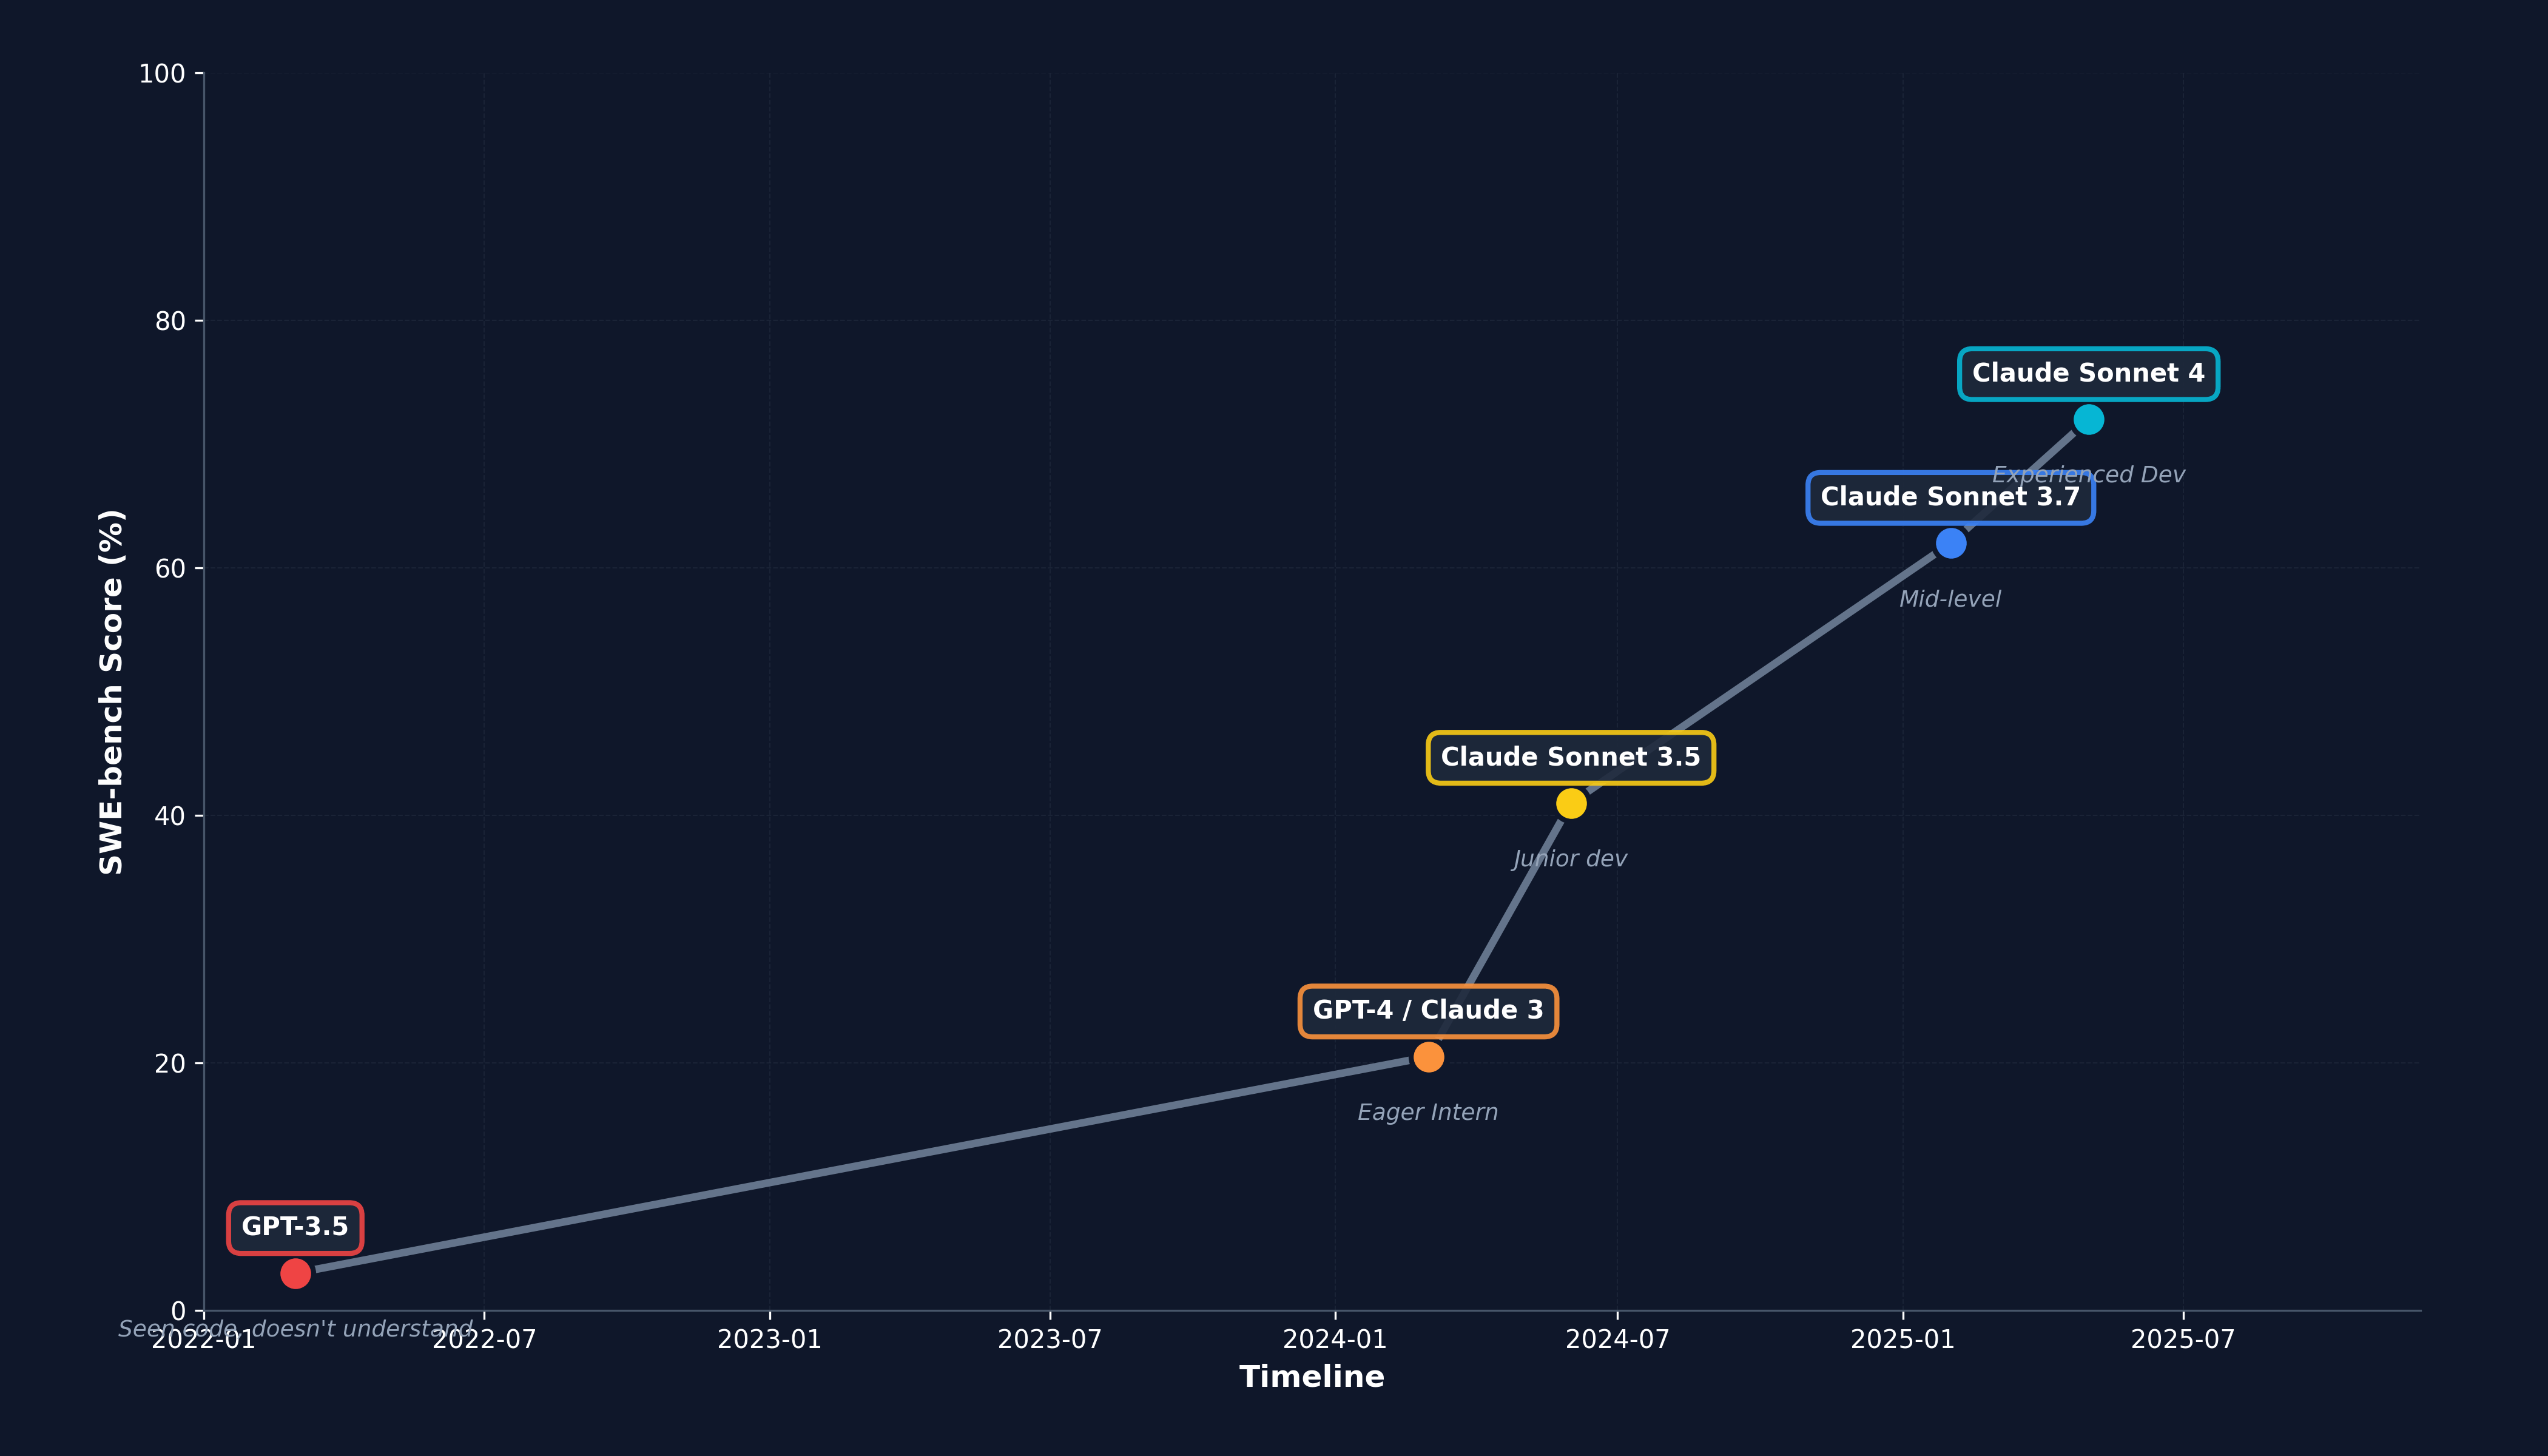 100
80
60
40
20
0
SWE-bench Score (%)
Claude Sonnet 4
Experienced Dev
Claude Sonnet 3.7
Mid-level
Claude Sonnet 3.5
Junior dev
GPT-4 / Claude 3
Eager Intern
GPT-3.5
Seen code, doesn't understand
2022-01
2022-07
2023-01
2023-07
2024-01
2024-07
2025-01
2025-07
Timeline